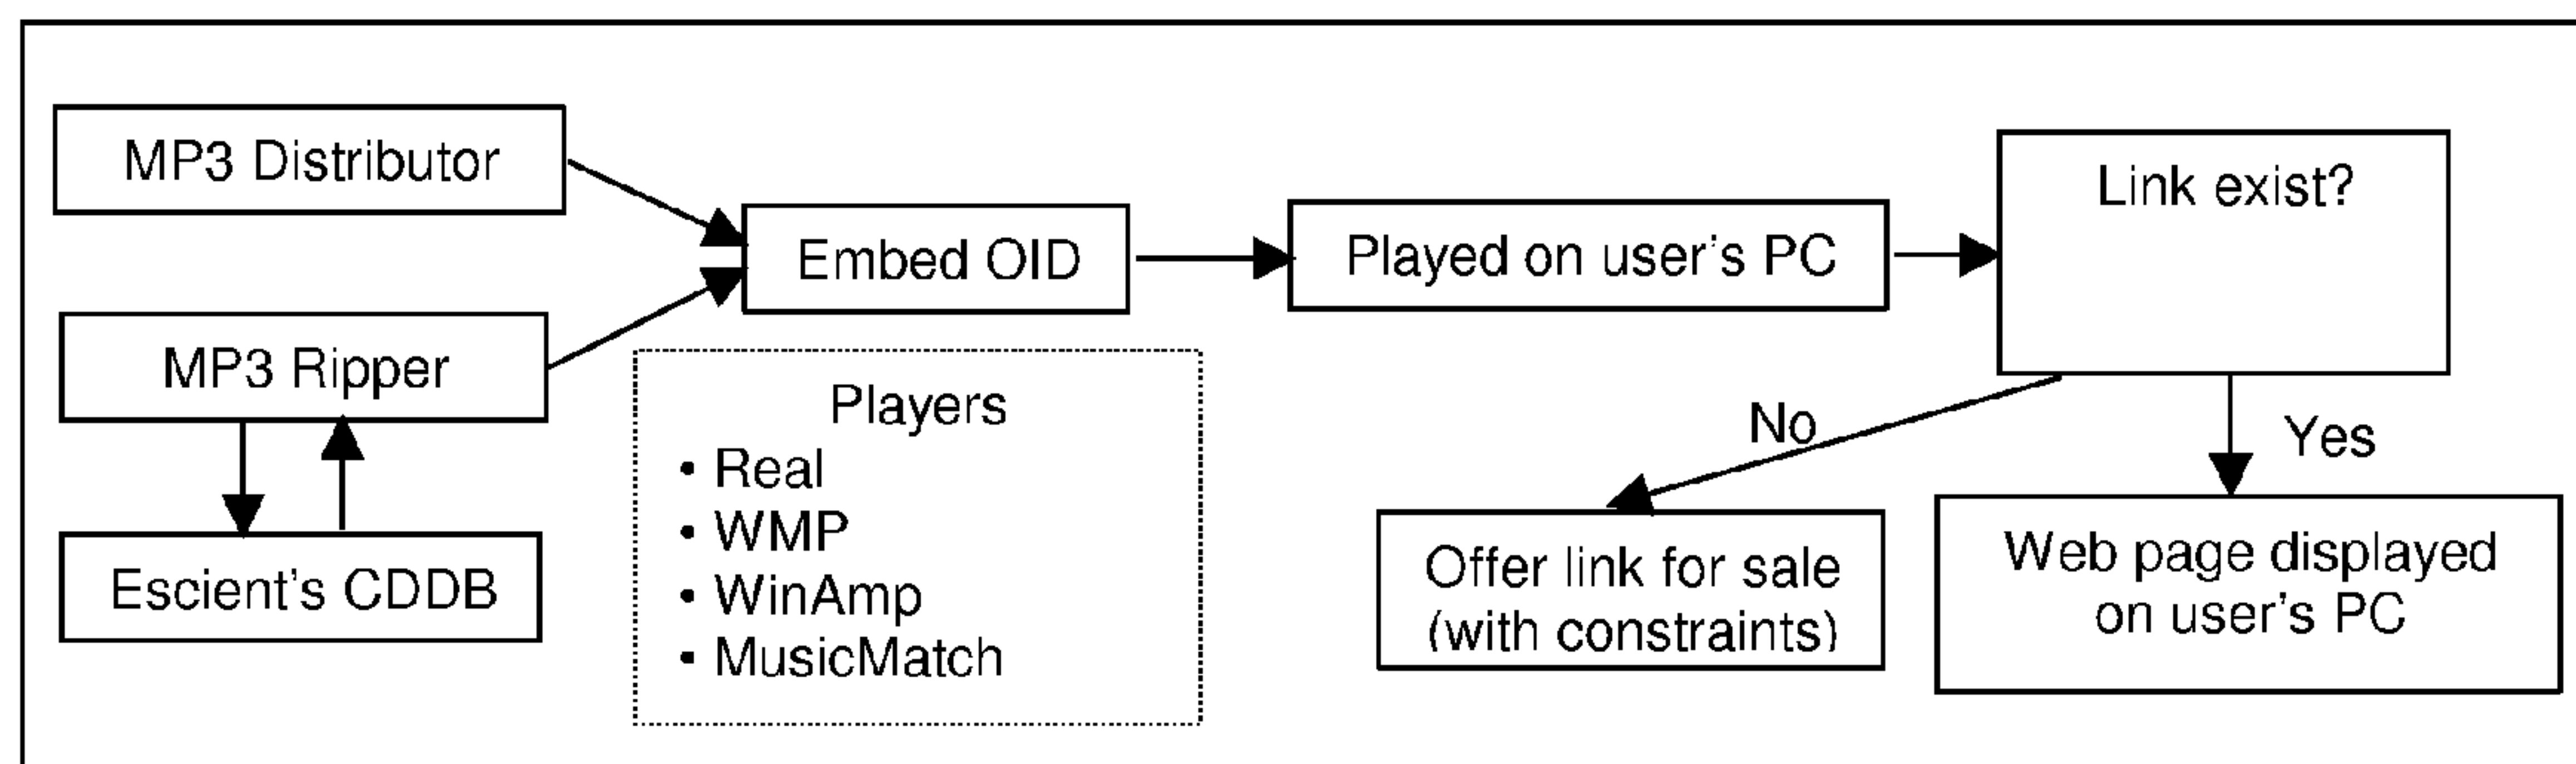 MP3 Distributor
MP3 Ripper
Escient's CDDB
Embed OID
Players
• Real
• WMP
• WinAmp
• MusicMatch
Played on user's PC
Link exist?
No
Yes
Offer link for sale
(with constraints)
Web page displayed
on user's PC